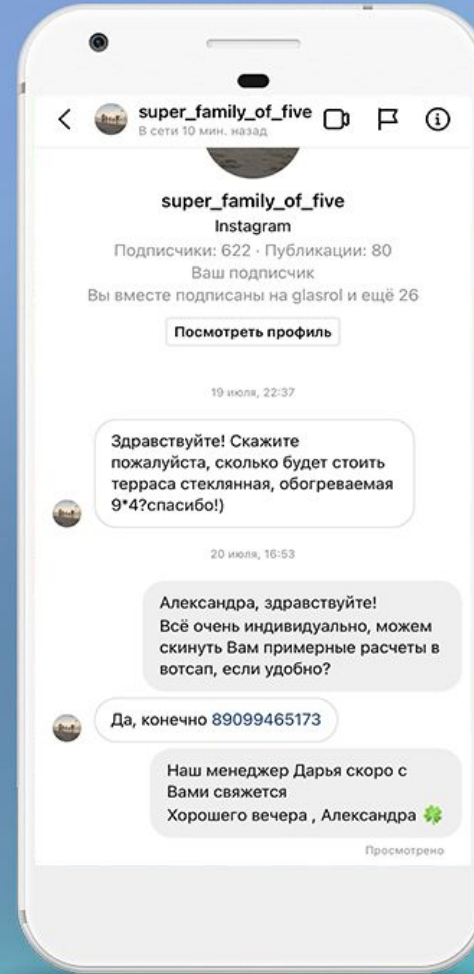 super_family_of_five
В сети 10 мин. назад
super_family_of_five
Instagram
Подписчики: 622 · Публикации: 80
Ваш подписчик
Вы вместе подписаны на glasrol и ещё 26
Посмотреть профиль
19 июля, 22:37
Здравствуйте! Скажите
пожалуйста, сколько будет стоить
терраса стеклянная, обогреваемая
9*4?спасибо!)
20 июля, 16:53
Александра, здравствуйте!
Всё очень индивидуально, можем
скинуть Вам примерные расчеты в
вотсап, если удобно?
Да, конечно 89099465173
Наш менеджер Дарья скоро с
Вами свяжется
Хорошего вечера , Александра 🍀
Просмотрено